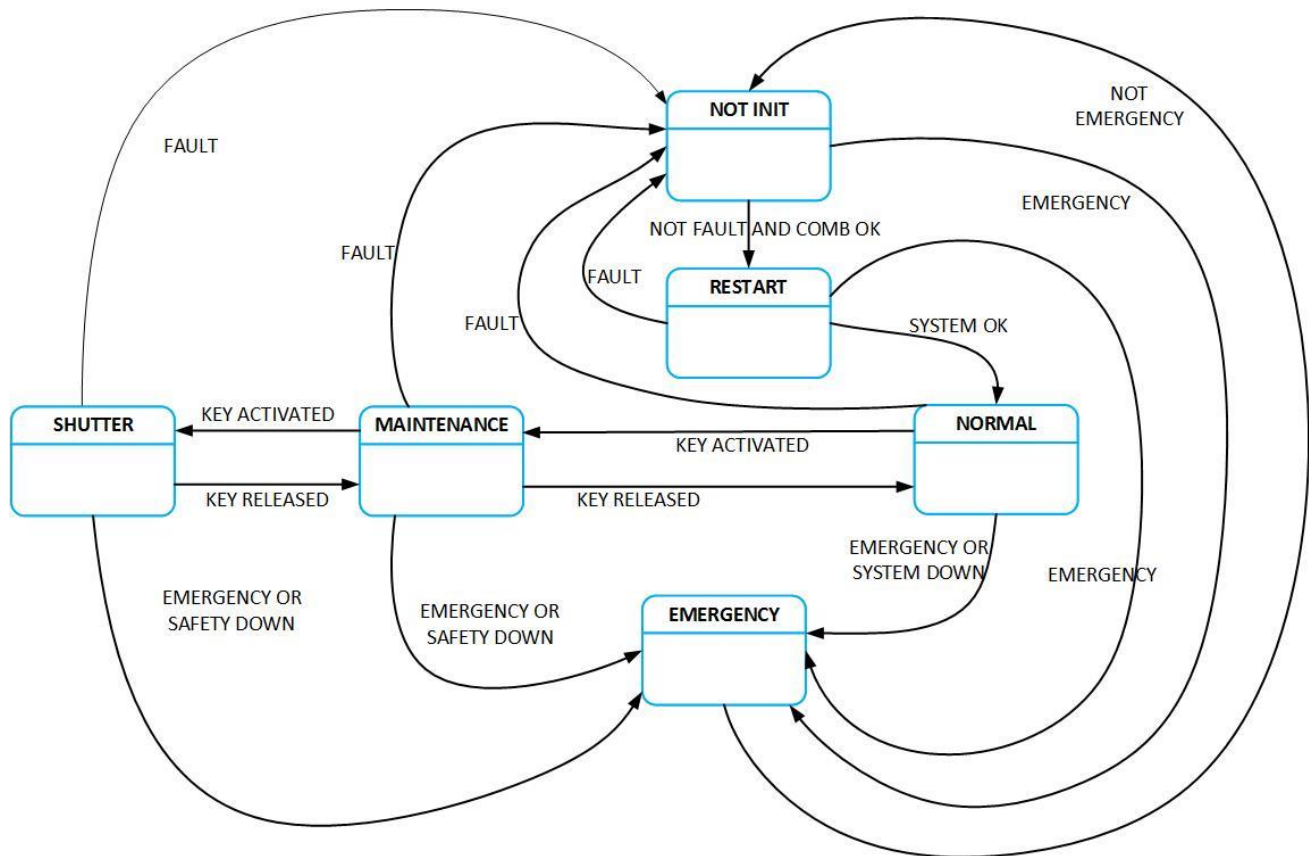 NOT INIT
NOT
EMERGENCY
FAULT
EMERGENCY
NOT FAULT AND COMB OK
FAULT
FAULT
RESTART
FAULT
SYSTEM OK
SHUTTER
KEY ACTIVATED
MAINTENANCE
NORMAL
KEY ACTIVATED
KEY RELEASED
KEY RELEASED
EMERGENCY OR
SYSTEM DOWN
EMERGENCY
EMERGENCY OR
SAFETY DOWN
EMERGENCY OR
SAFETY DOWN
EMERGENCY